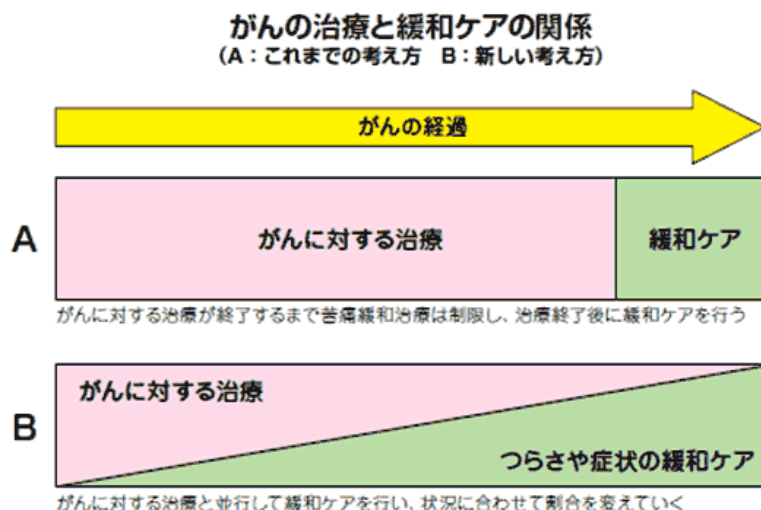 がんの治療と緩和ケアの関係
(A：これまでの考え方　B：新しい考え方)
がんの経過
A
がんに対する治療
緩和ケア
がんに対する治療が終了するまで苦痛緩和治療は制限し、治療終了後に緩和ケアを行う
B
がんに対する治療
つらさや症状の緩和ケア
がんに対する治療と並行して緩和ケアを行い、状況に合わせて割合を変えていく